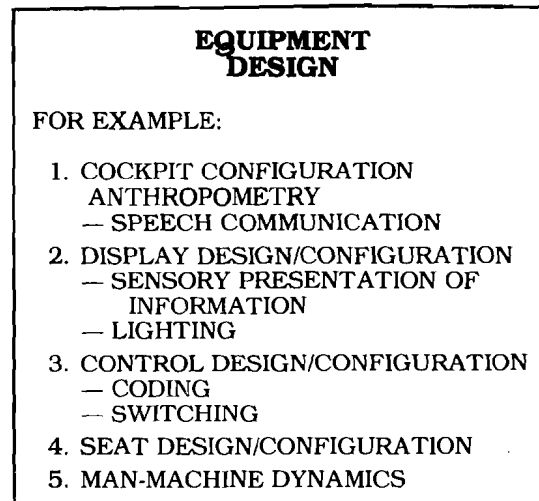 EQUIPMENT
DESIGN
FOR EXAMPLE:
1. COCKPIT CONFIGURATION
ANTHROPOMETRY
— SPEECH COMMUNICATION
2. DISPLAY DESIGN/CONFIGURATION
— SENSORY PRESENTATION OF
INFORMATION
— LIGHTING
3. CONTROL DESIGN/CONFIGURATION
— CODING
— SWITCHING
4. SEAT DESIGN/CONFIGURATION
5. MAN-MACHINE DYNAMICS